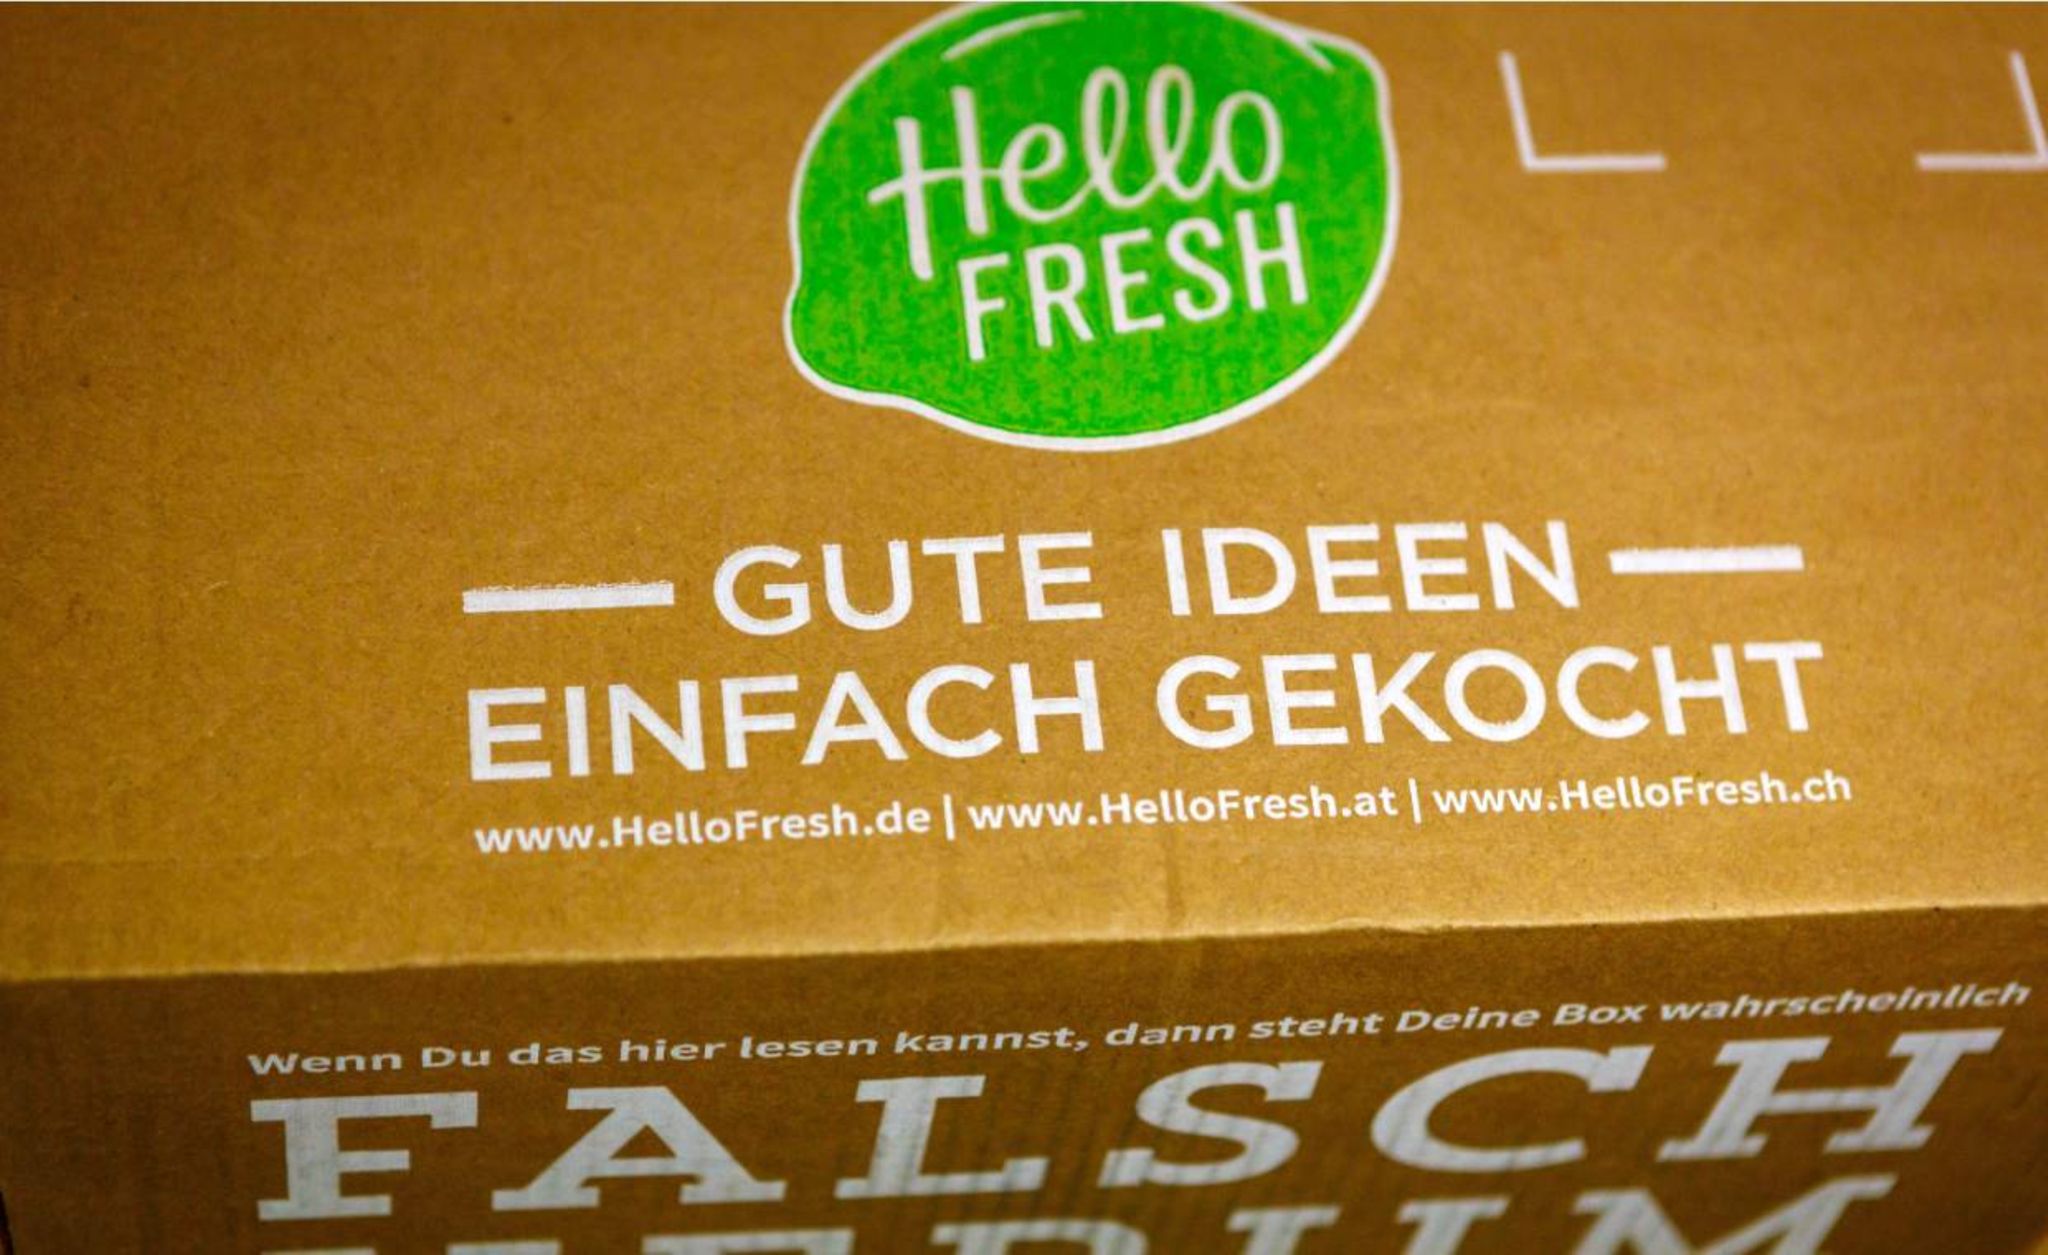 Hello
FRESH
GUTE IDEEN
EINFACH GEKOCHT
www.HelloFresh.de | www.HelloFresh.at | www.HelloFresh.ch
Wenn Du das hier lesen kannst, dann steht Deine Box wahrscheinlich
FALSCH